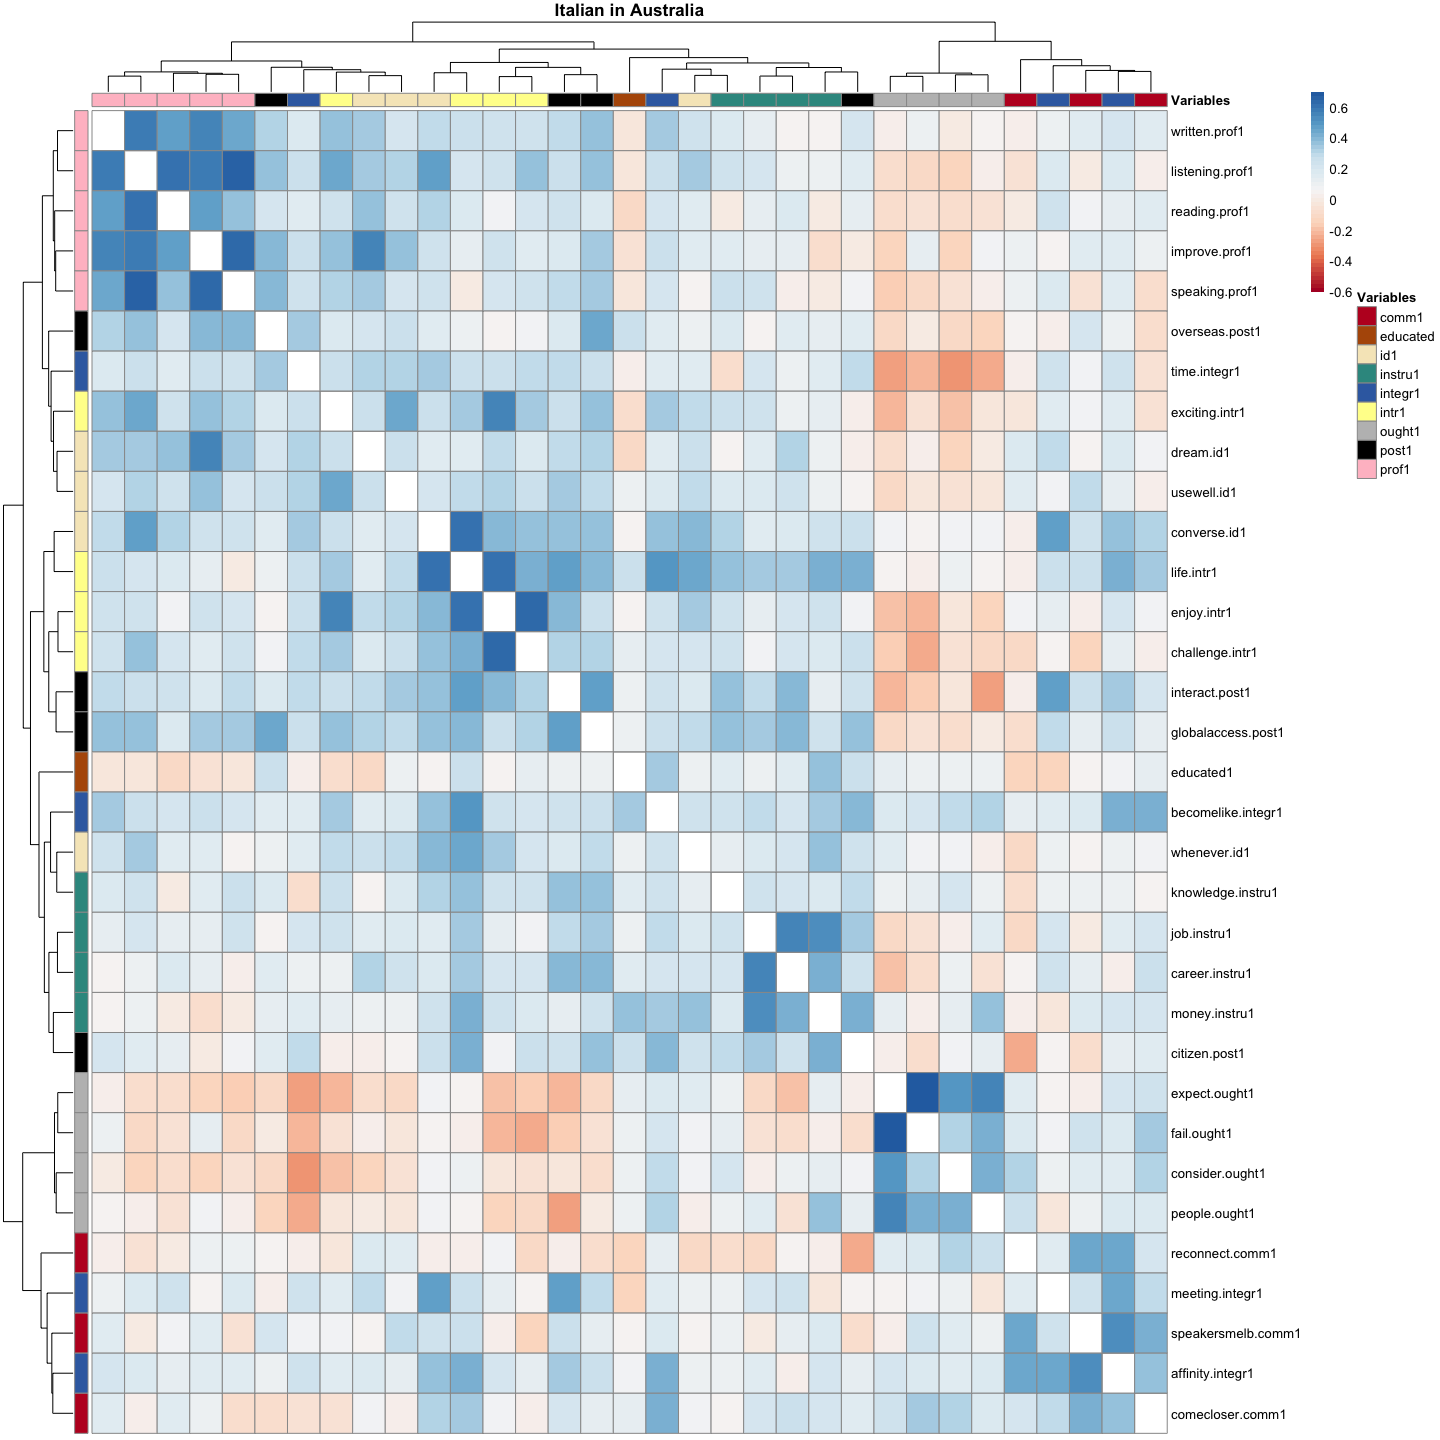 Italian in Australia
Variables
written.prof1
listening.prof1
reading.prof1
improve.prof1
speaking.prof1
overseas.post1
time.integr1
exciting.intr1
dream.id1
usewell.id1
converse.id1
life.intr1
enjoy.intr1
challenge.intr1
interact.post1
globalaccess.post1
educated1
becomelike.integr1
whenever.id1
knowledge.instru1
job.instru1
career.instru1
money.instru1
citizen.post1
expect.ought1
fail.ought1
consider.ought1
people.ought1
reconnect.comm1
meeting.integr1
speakersmelb.comm1
affinity.integr1
comecloser.comm1
0.6
0.4
0.2
0
-0.2
-0.4
-0.6
Variables
comm1
educated
id1
instru1
integr1
intr1
ought1
post1
prof1